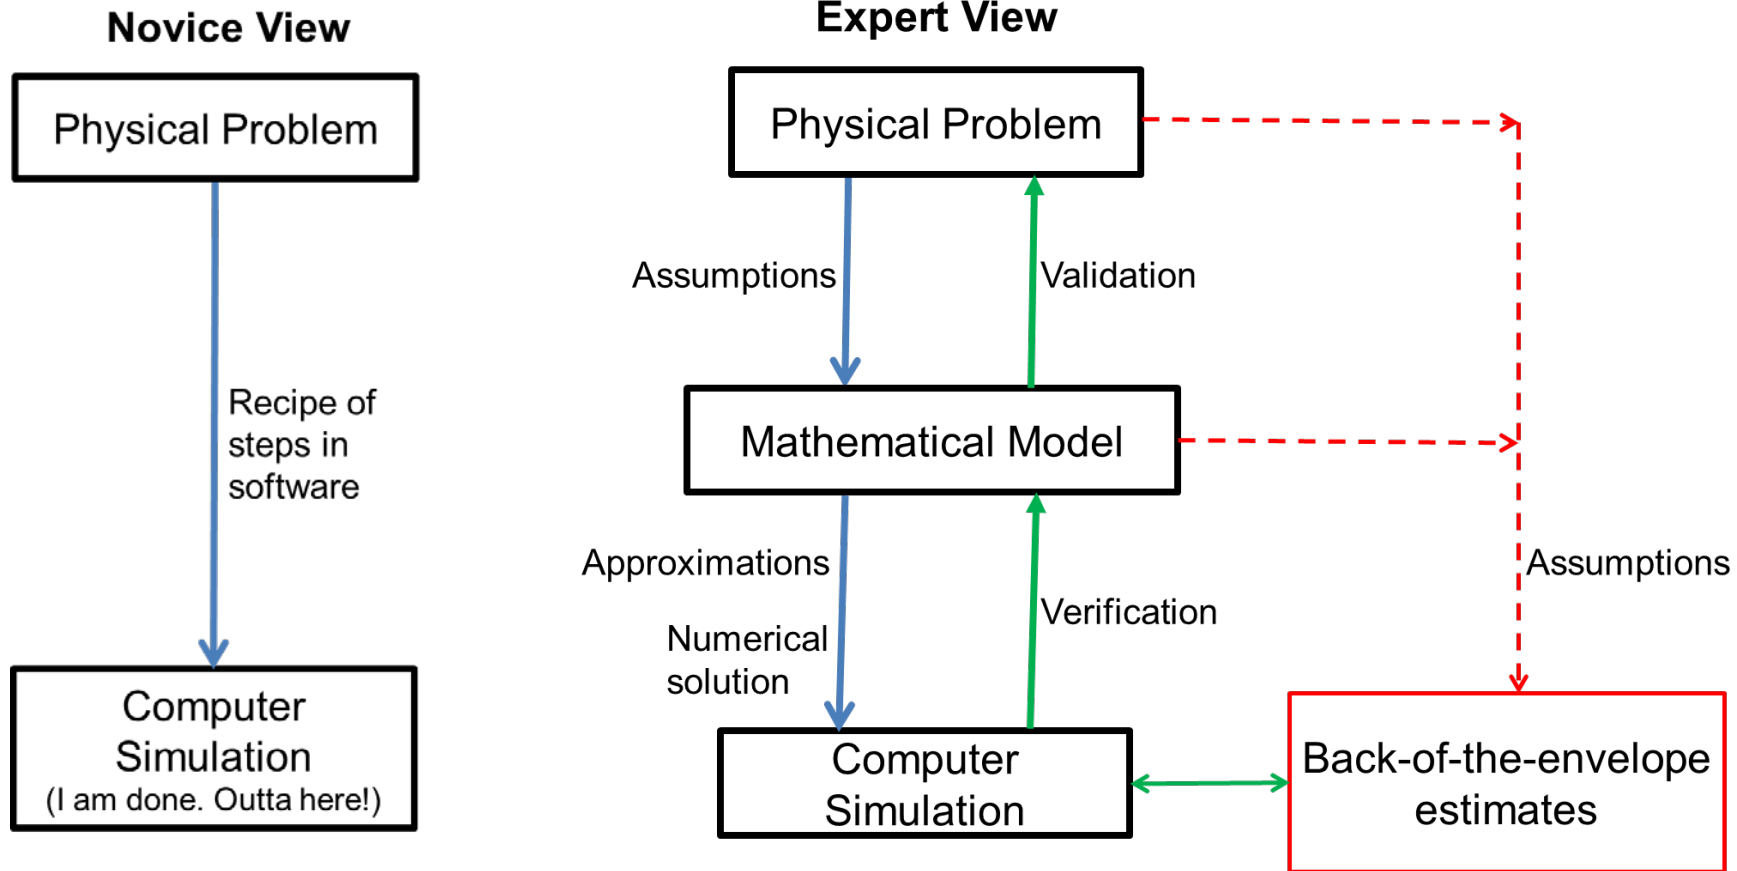 Novice View
Physical Problem
Recipe of
steps in
software
Computer
Simulation
(I am done. Outta here!)
Expert View
Physical Problem
Assumptions
Validation
Mathematical Model
Approximations
Numerical
solution
Verification
Assumptions
Computer
Simulation
Back-of-the-envelope
estimates